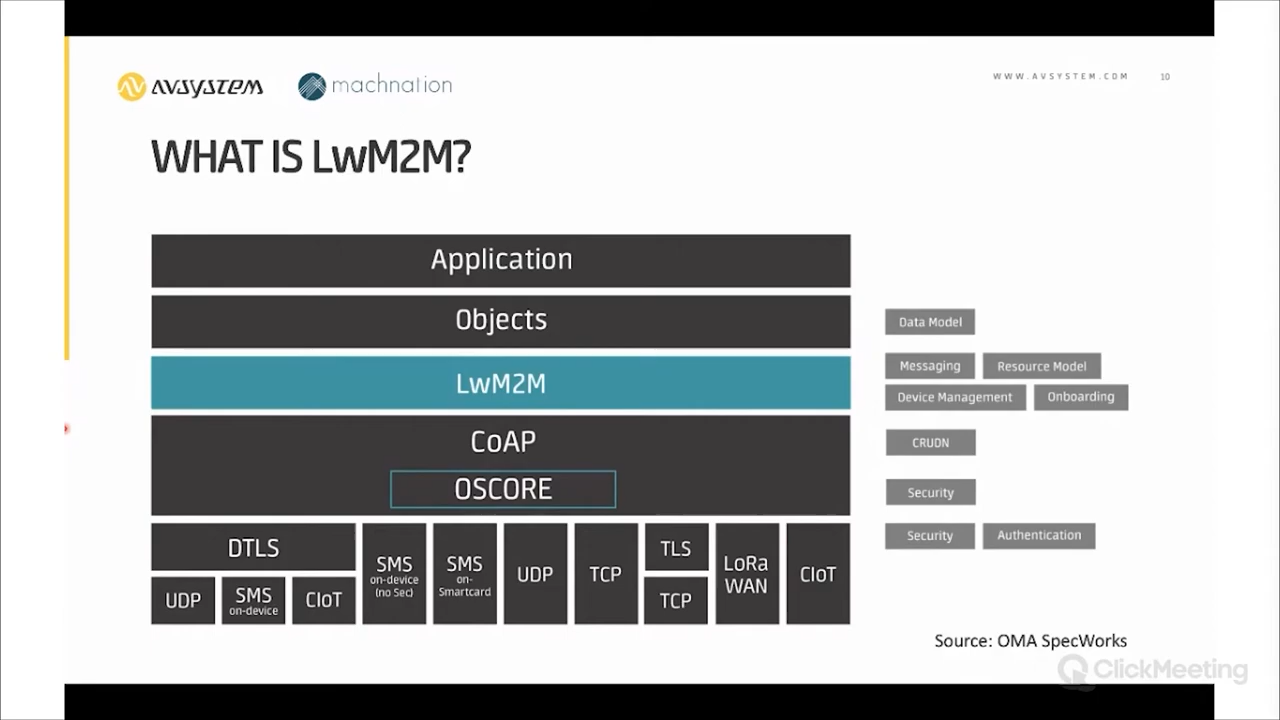 AVSYSTEM
machnation
WWW.AVSYSTEM.COM
10
WHAT IS LwM2M?
Application
Objects
Data Model
LwM2M
Messaging
Resource Model
Device Management
Onboarding
CoAP
CRUDN
OSCORE
Security
DTLS
UDP
SMS
on-device
CIoT
SMS
on-device
(no Sec)
SMS
on-
Smartcard
UDP
TCP
TLS
TCP
LoRa
WAN
CIoT
Security
Authentication
Source: OMA SpecWorks
ClickMeeting